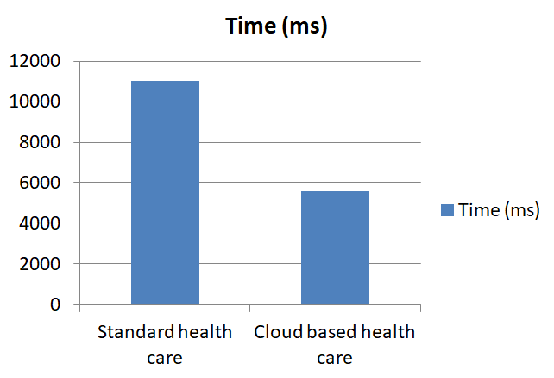 Time (ms)
12000
10000
8000
6000
4000
2000
0
Standard health
care
Cloud based health
care
Time (ms)